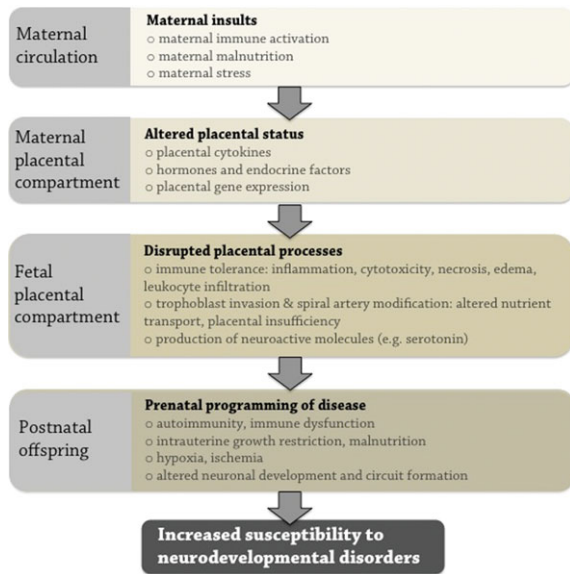 Maternal
circulation
Maternal insults
○ maternal immune activation
○ maternal malnutrition
○ maternal stress
Maternal
placental
compartment
Altered placental status
○ placental cytokines
○ hormones and endocrine factors
○ placental gene expression
Fetal
placental
compartment
Disrupted placental processes
○ immune tolerance: inflammation, cytotoxicity, necrosis, edema,
leukocyte infiltration
○ trophoblast invasion & spiral artery modification: altered nutrient
transport, placental insufficiency
○ production of neuroactive molecules (e.g. serotonin)
Postnatal
offspring
Prenatal programming of disease
○ autoimmunity, immune dysfunction
○ intrauterine growth restriction, malnutrition
○ hypoxia, ischemia
○ altered neuronal development and circuit formation
Increased susceptibility to
neurodevelopmental disorders